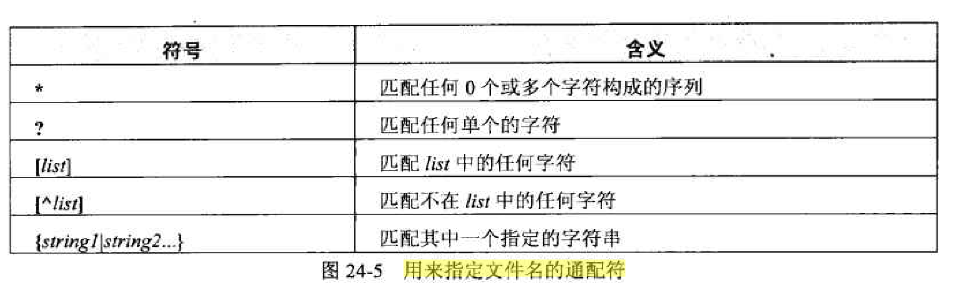 符号 含义
* 匹配任何 0 个或多个字符构成的序列
? 匹配任何单个的字符
[list] 匹配 list 中的任何字符
[^list] 匹配不在 list 中的任何字符
{string1|string2...} 匹配其中一个指定的字符串
图 24-5 用来指定文件名的通配符